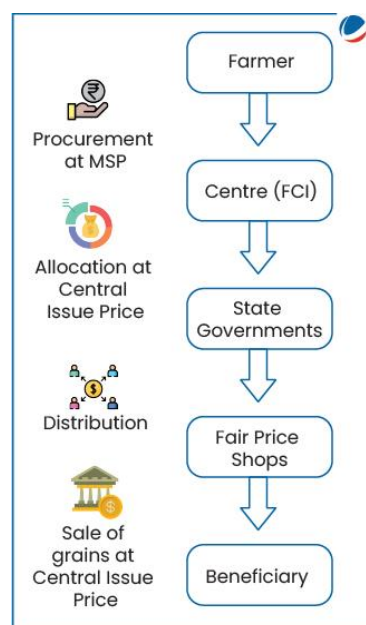 Farmer
Procurement
at MSP
Centre (FCI)
Allocation at
Central
Issue Price
State
Governments
Distribution
Fair Price
Shops
Sale of
grains at
Central Issue
Price
Beneficiary